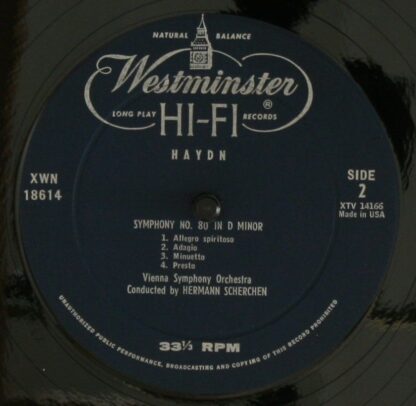 NATURAL BALANCE
Westminster
LONG PLAY HI-FI ® RECORDS
HAYDN
XWN
18614
SIDE
2
XTV 14166
Made in USA
SYMPHONY NO. 80 IN D MINOR
1. Allegro spiritoso
2. Adagio
3. Minuetto
4. Presto
Vienna Symphony Orchestra
Conducted by HERMANN SCHERCHEN
33⅓ RPM
UNAUTHORIZED PUBLIC PERFORMANCE, BROADCASTING AND COPYING OF THIS RECORD PROHIBITED